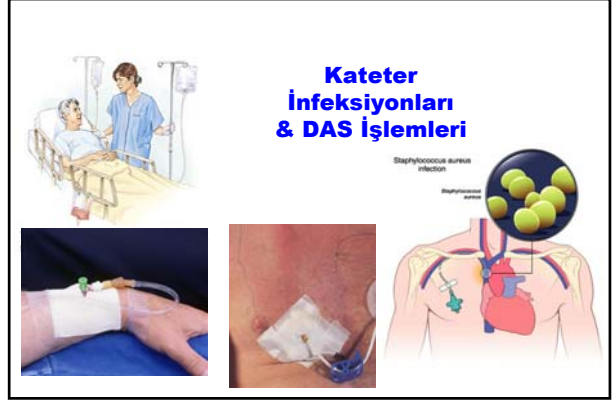 Kateter
İnfeksiyonları
& DAS İşlemleri
Staphylococcus aureus
infection
Staphylococcus
aureus